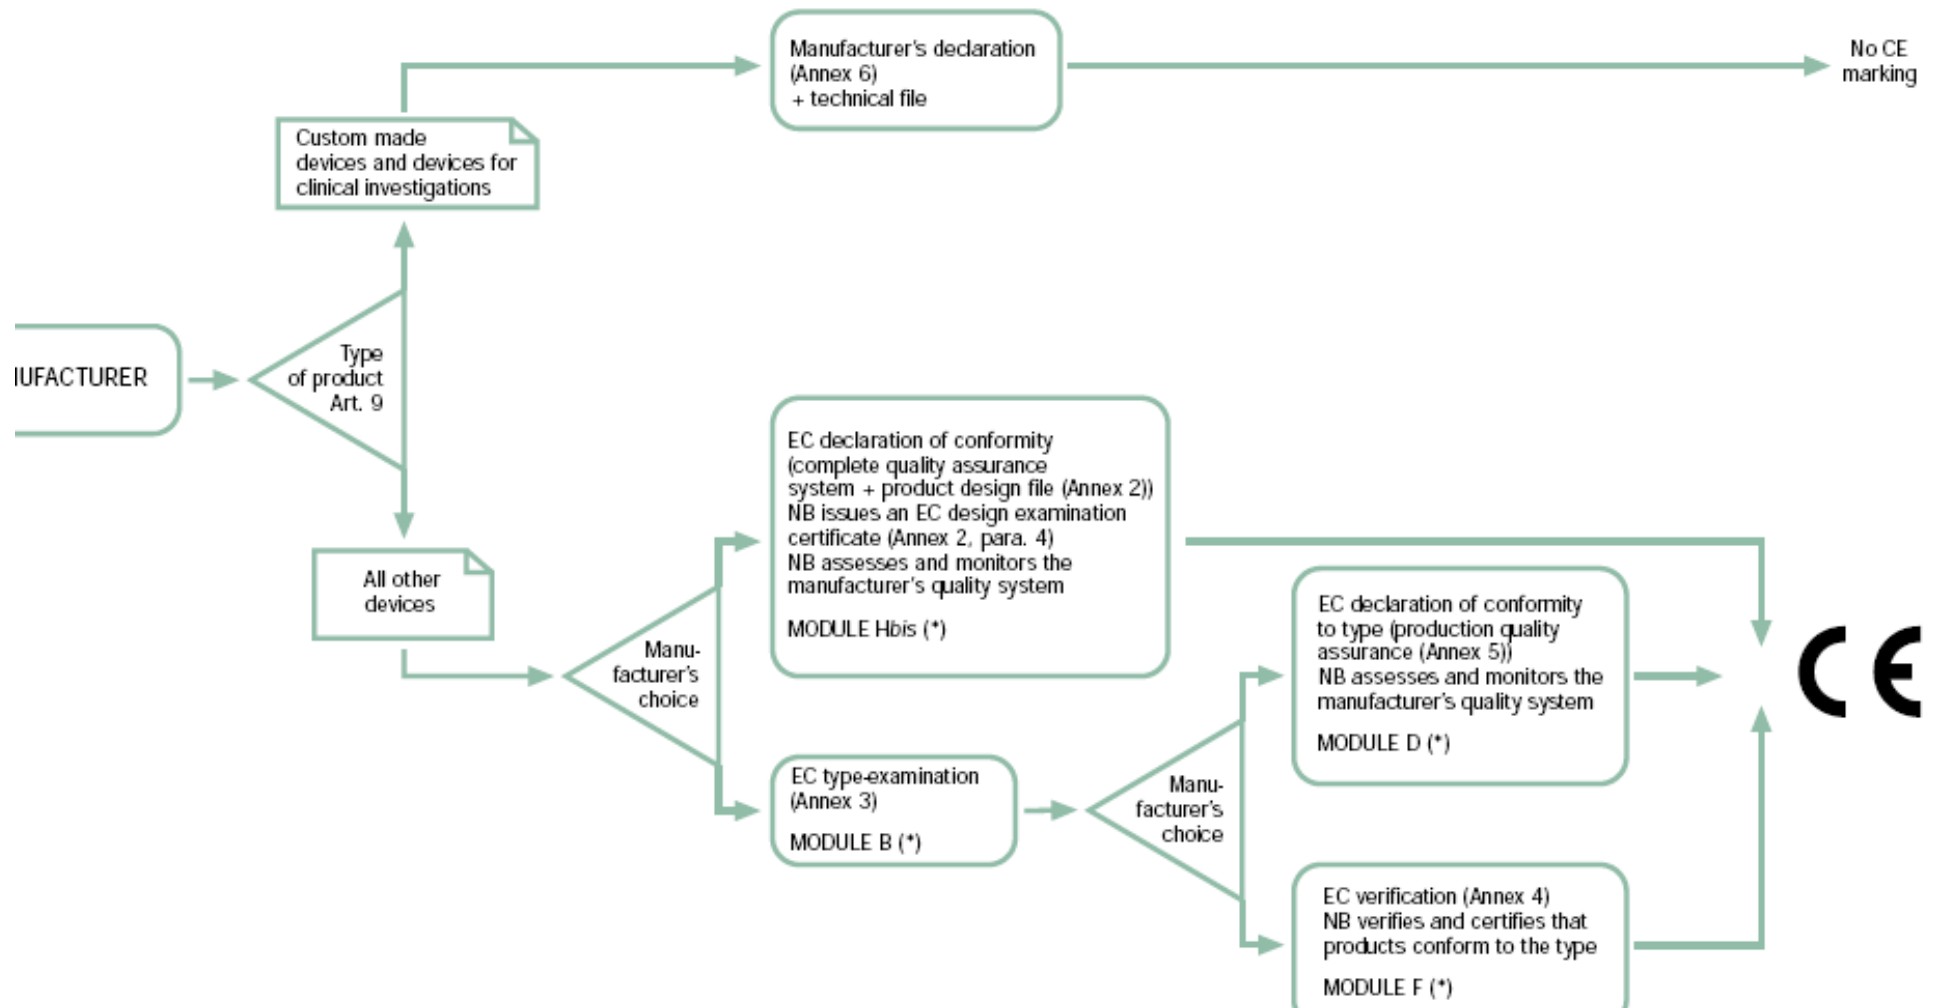 Manufacturer's declaration
(Annex 6)
+ technical file
No CE
marking
Custom made
devices and devices for
clinical investigations
Type
of product
Art. 9
UFACTURER
EC declaration of conformity
(complete quality assurance
system + product design file (Annex 2))
NB issues an EC design examination
certificate (Annex 2, para. 4)
NB assesses and monitors the
manufacturer's quality system
MODULE Hbis (*)
All other
devices
Manu-
facturer's
choice
EC declaration of conformity
to type (production quality
assurance (Annex 5))
NB assesses and monitors the
manufacturer's quality system
MODULE D (*)
CE
EC type-examination
(Annex 3)
MODULE B (*)
Manu-
facturer's
choice
EC verification (Annex 4)
NB verifies and certifies that
products conform to the type
MODULE F (*)